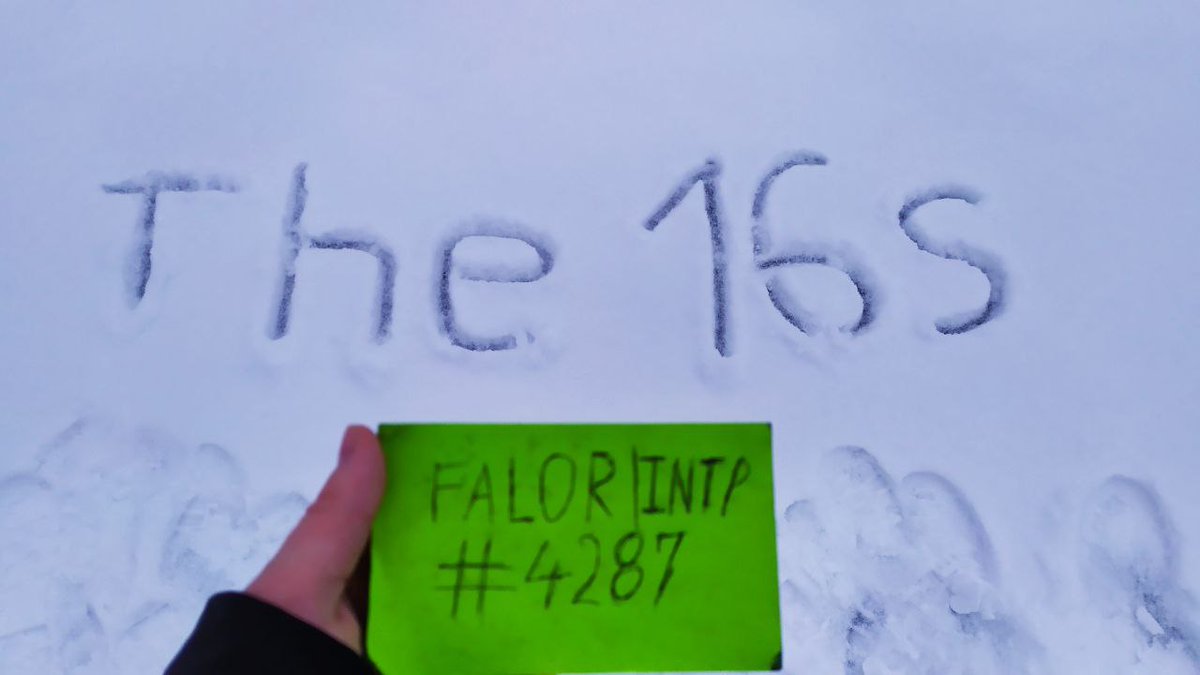 The 16s
FALOR|INTP
#4287